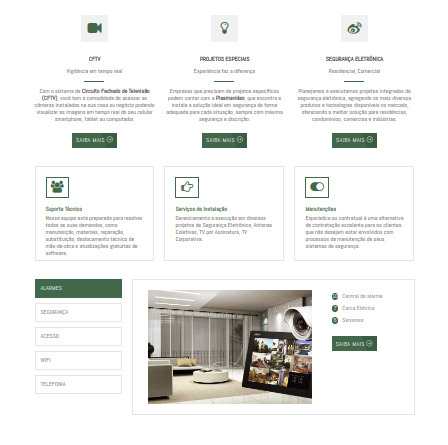 CFTV
Vigilância em tempo real
Com o sistema de Circuito Fechado de Televisão
(CFTV), você tem a comodidade de acessar as
câmeras instaladas na sua casa ou negócio podendo
visualizar as imagens em tempo real do seu celular
smartphone, tablet ou computador.
SAIBA MAIS
PROJETOS ESPECIAIS
Experiência faz a diferença
Empresas que precisam de projetos específicos
podem contar com a Plasmavideo, que encontra e
instala a solução ideal em segurança de forma
adequada para cada situação, sempre com máxima
segurança e discrição.
SAIBA MAIS
SEGURANÇA ELETRÔNICA
Residencial, Comercial
Planejamos e executamos projetos integrados de
segurança eletrônica, agregando os mais diversos
produtos e tecnologias disponíveis no mercado,
oferecendo a melhor solução para residências,
condomínios, comércios e indústrias.
SAIBA MAIS
Suporte Técnico
Nossa equipe está preparada para resolver
todas as suas demandas, como
manutenção, materiais, reparação,
substituição, deslocamento técnico de
mão-de-obra e atualizações gratuitas de
software.
Serviços de Instalação
Gerenciamento e execução em diversos
projetos de Segurança Eletrônica, Antenas
Coletivas, TV por Assinatura, TV
Corporativa.
Manutenções
Esporádica ou contratual é uma alternativa
de contratação excelente para os clientes
que não desejam estar envolvidos com
processos de manutenção de seus
sistemas de segurança.
ALARMES
SEGURANÇA
ACESSO
WIFI
TELEFONIA
Central de alarme
Cerca Elétrica
Sensores
SAIBA MAIS